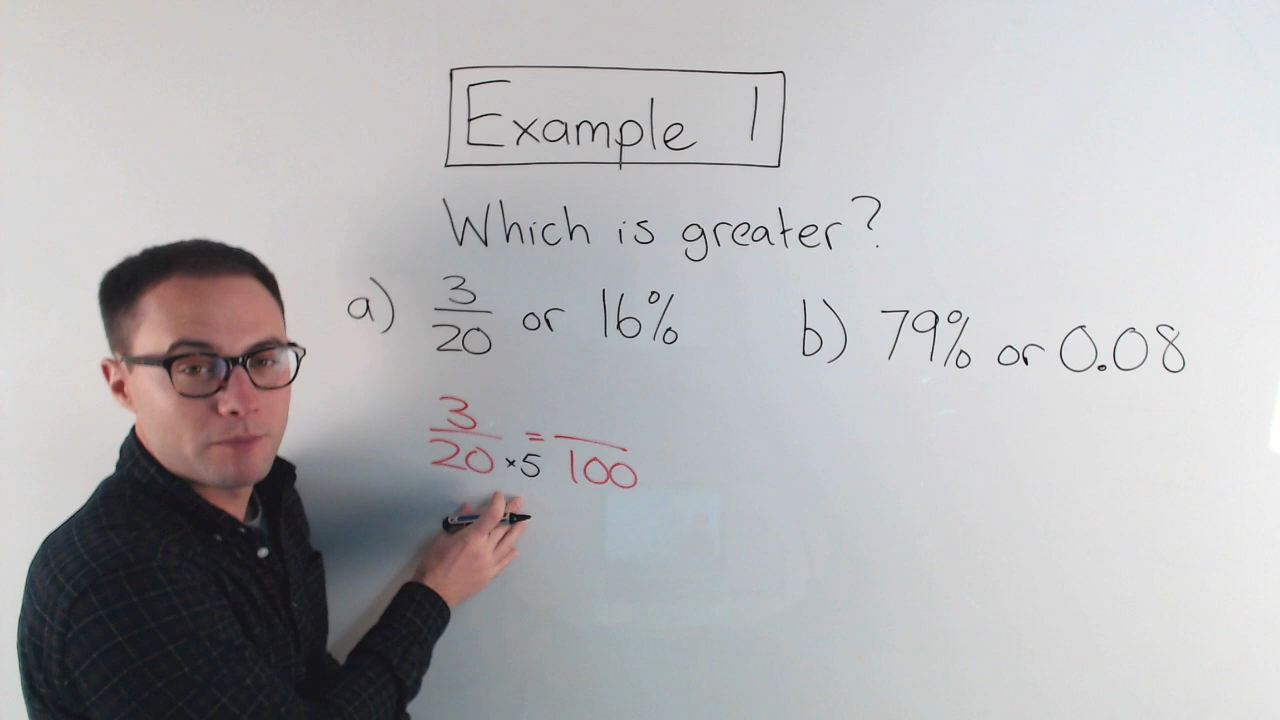 Example 1
Which is greater?
a) 3/20 or 16%
b) 79% or 0.08
3/20 ×5 = /100